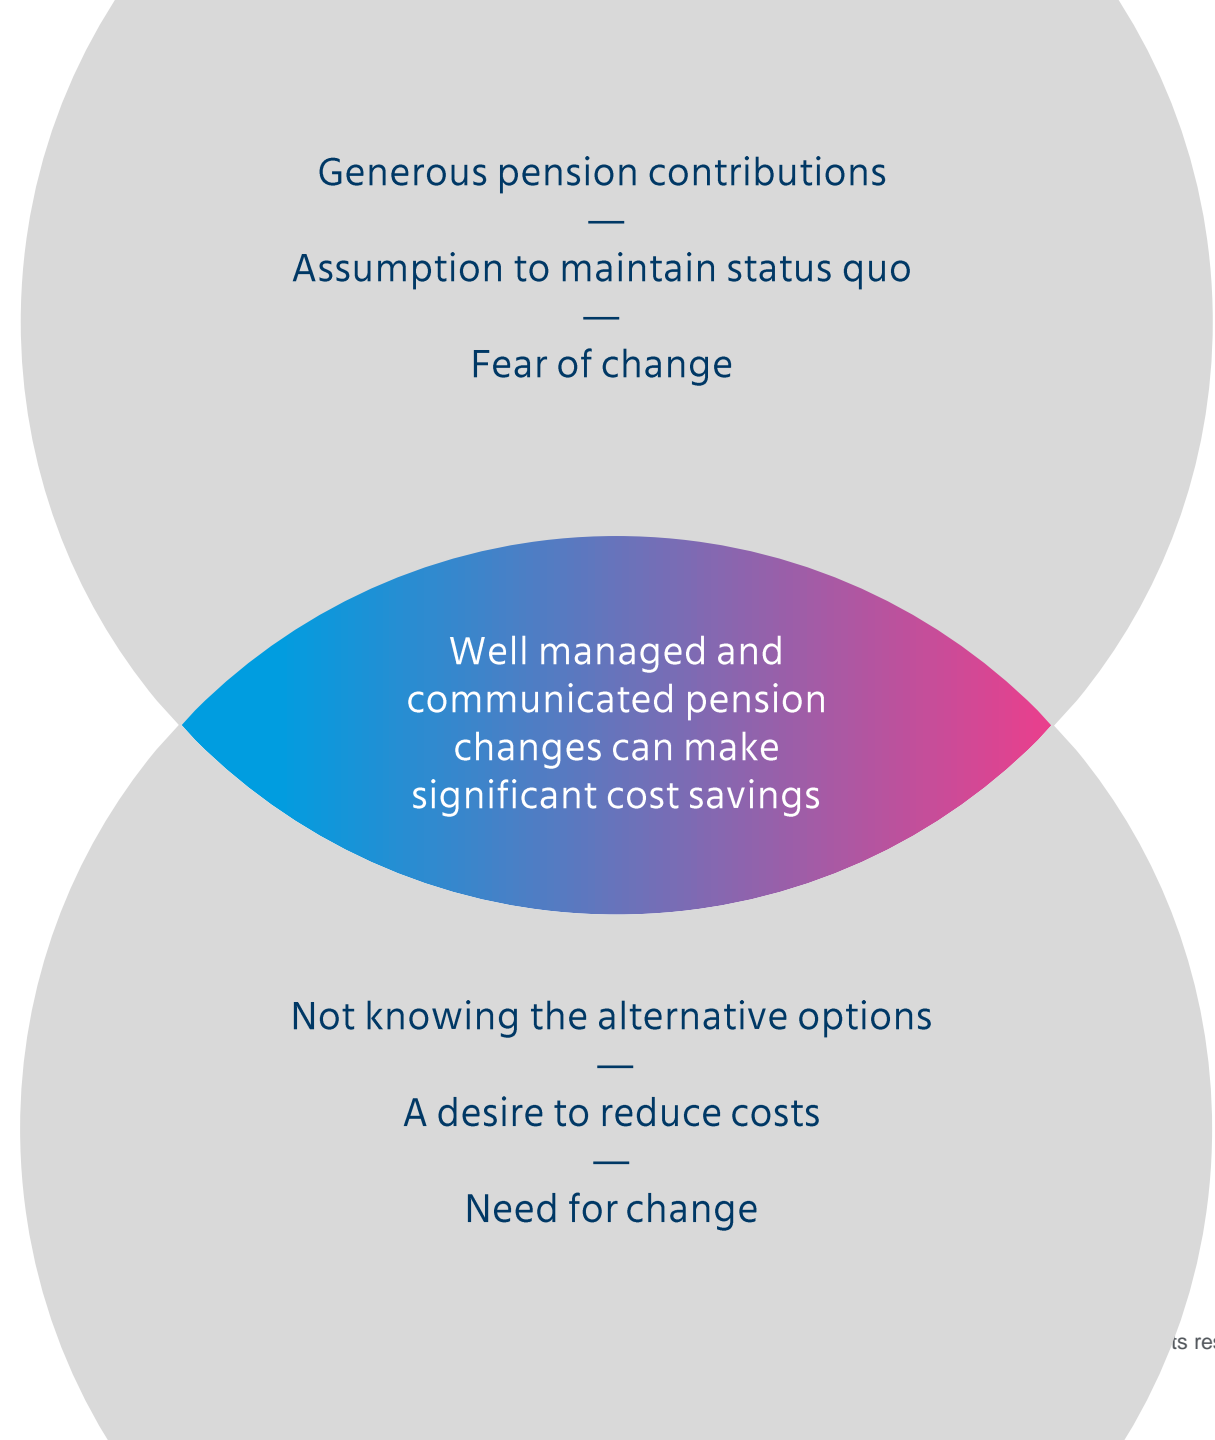 Generous pension contributions
—
Assumption to maintain status quo
—
Fear of change
Well managed and
communicated pension
changes can make
significant cost savings
Not knowing the alternative options
—
A desire to reduce costs
—
Need for change